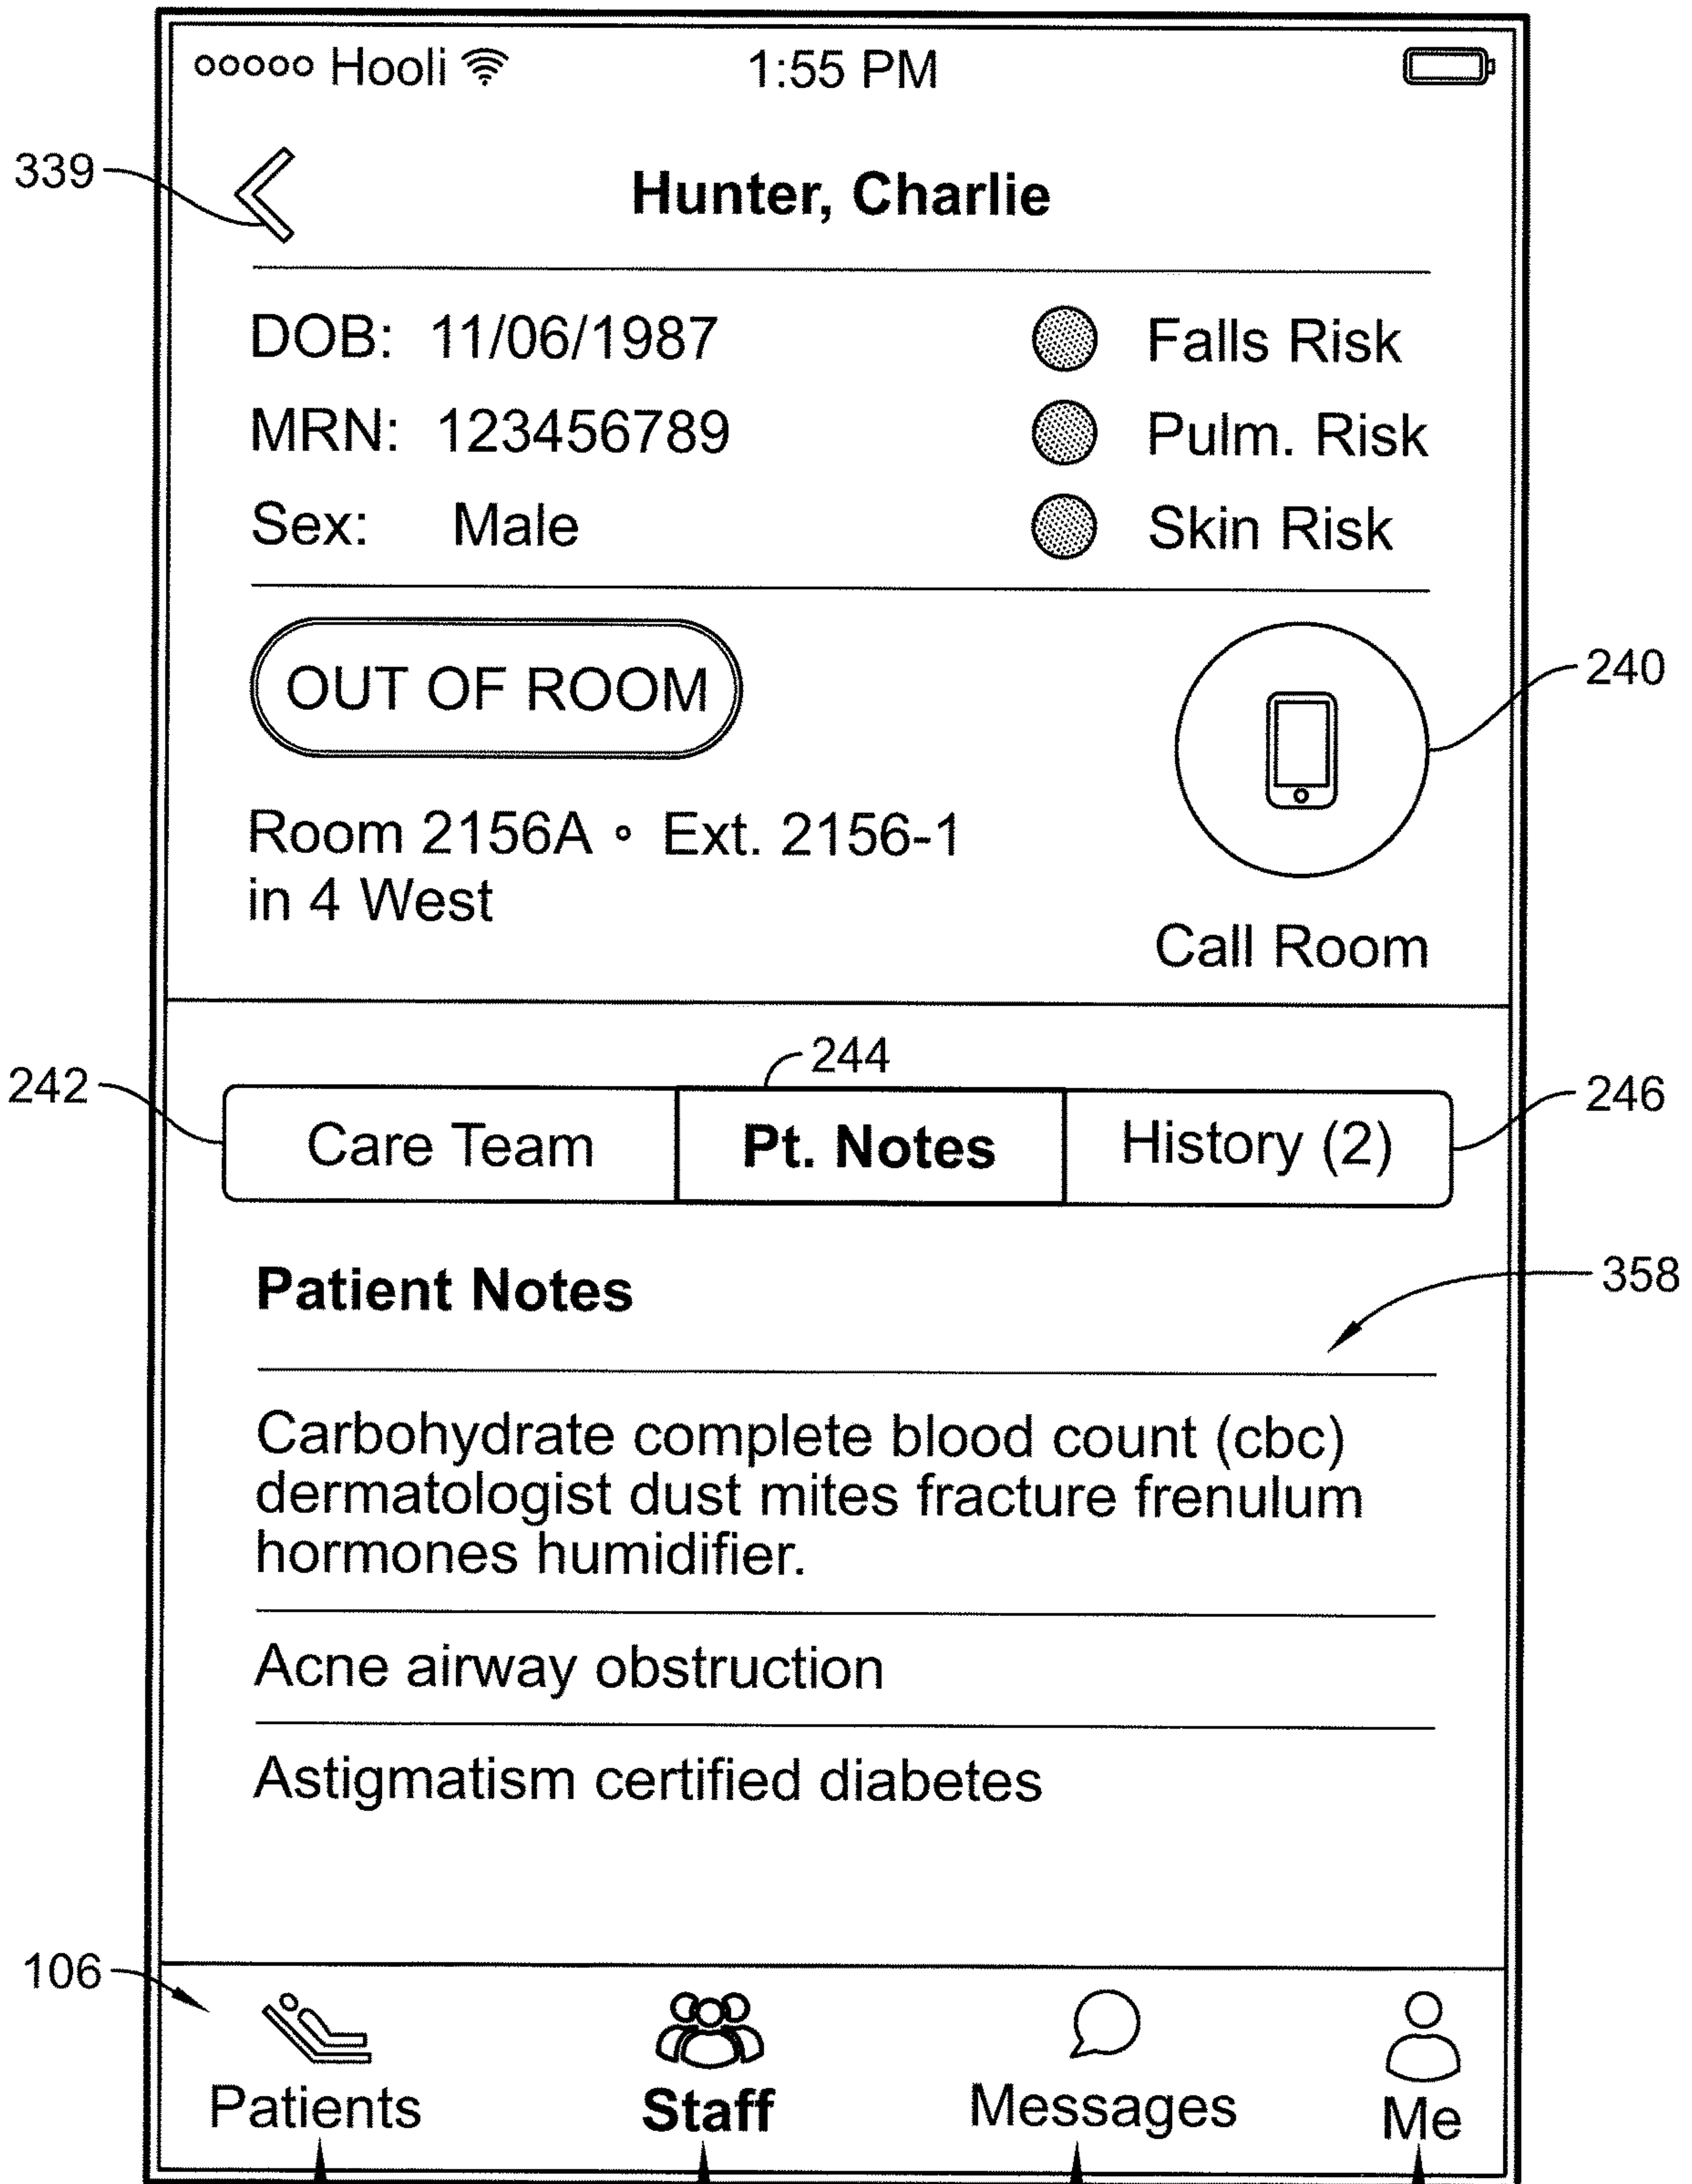 ooooo Hooli 1:55 PM
339
Hunter, Charlie
DOB: 11/06/1987
Falls Risk
MRN: 123456789
Pulm. Risk
Sex: Male
Skin Risk
OUT OF ROOM
240
Room 2156A ∘ Ext. 2156-1
in 4 West
Call Room
244
242
246
Care Team
Pt. Notes
History (2)
Patient Notes
358
Carbohydrate complete blood count (cbc)
dermatologist dust mites fracture frenulum
hormones humidifier.
Acne airway obstruction
Astigmatism certified diabetes
106
Patients
Staff
Messages
Me